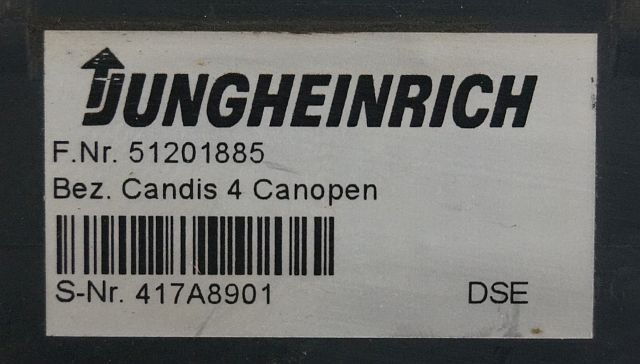 JUNGHEINRICH
F.Nr. 51201885
Bez. Candis 4 Canopen
S-Nr. 417A8901 DSE